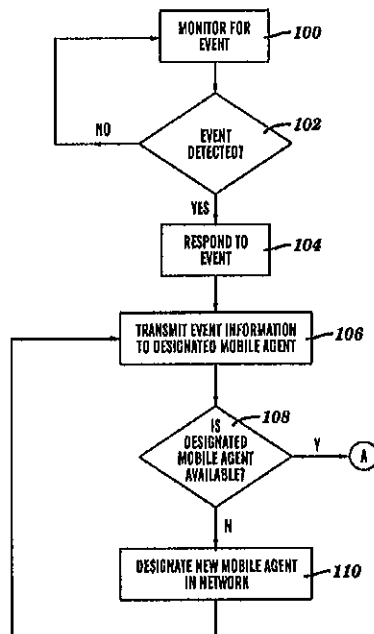 MONITOR FOR
EVENT
100
EVENT
DETECTED?
102
NO
YES
RESPOND TO
EVENT
104
TRANSMIT EVENT INFORMATION
TO DESIGNATED MOBILE AGENT
106
IS
DESIGNATED
MOBILE AGENT
AVAILABLE?
108
Y
A
N
DESIGNATE NEW MOBILE AGENT
IN NETWORK
110